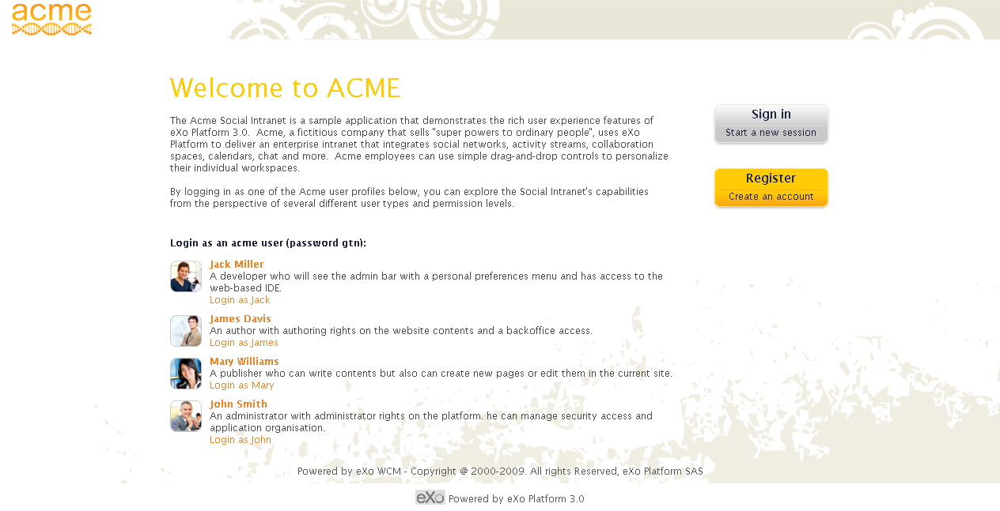 acme
Welcome to ACME
The Acme Social Intranet is a sample application that demonstrates the rich user experience features of
eXo Platform 3.0.  Acme, a fictitious company that sells "super powers to ordinary people", uses eXo
Platform to deliver an enterprise intranet that integrates social networks, activity streams, collaboration
spaces, calendars, chat and more.  Acme employees can use simple drag-and-drop controls to personalize
their individual workspaces.
By logging in as one of the Acme user profiles below, you can explore the Social Intranet's capabilities
from the perspective of several different user types and permission levels.
Sign in
Start a new session
Register
Create an account
Login as an acme user (password gtn):
Jack Miller
A developer who will see the admin bar with a personal preferences menu and has access to the
web-based IDE.
Login as Jack
James Davis
An author with authoring rights on the website contents and a backoffice access.
Login as James
Mary Williams
A publisher who can write contents but also can create new pages or edit them in the current site.
Login as Mary
John Smith
An administrator with administrator rights on the platform. he can manage security access and
application organisation.
Login as John
Powered by eXo WCM - Copyright @ 2000-2009. All rights Reserved, eXo Platform SAS
eXo Powered by eXo Platform 3.0